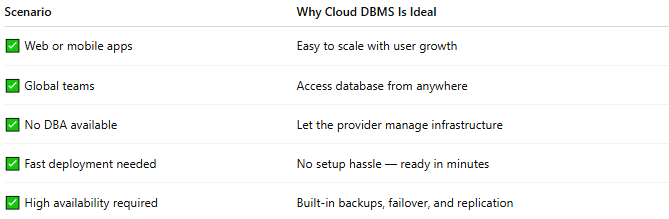 Scenario Why Cloud DBMS Is Ideal
✅ Web or mobile apps Easy to scale with user growth
✅ Global teams Access database from anywhere
✅ No DBA available Let the provider manage infrastructure
✅ Fast deployment needed No setup hassle — ready in minutes
✅ High availability required Built-in backups, failover, and replication